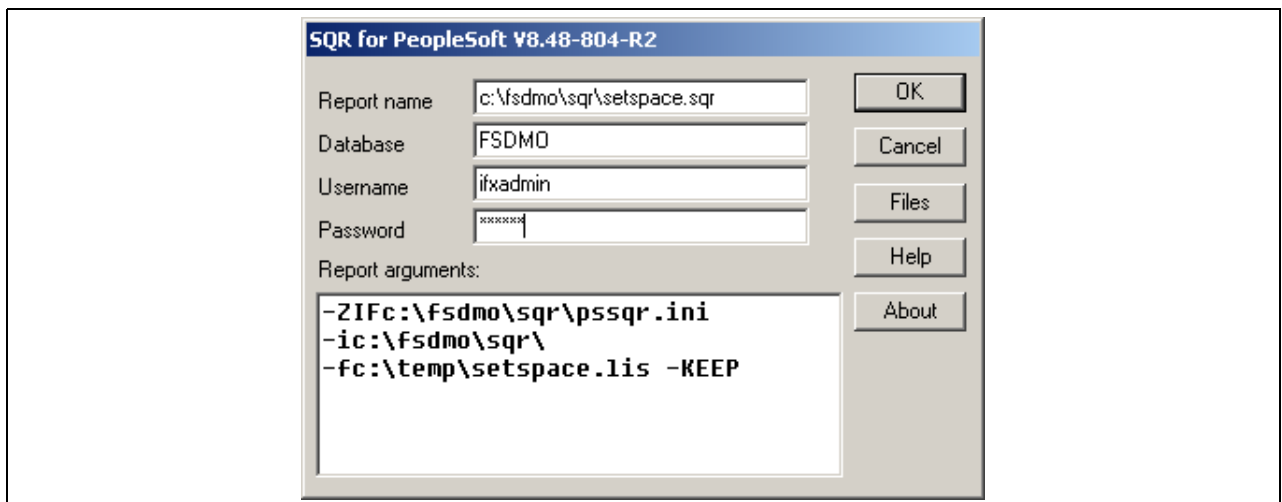 SQR for PeopleSoft V8.48-804-R2
Report name c:\fsdmo\sqr\setspace.sqr OK
Database FSDMO Cancel
Username ifxadmin Files
Password ****** Help
Report arguments: About
-ZIFc:\fsdmo\sqr\pssqr.ini
-ic:\fsdmo\sqr\
-fc:\temp\setspace.lis -KEEP